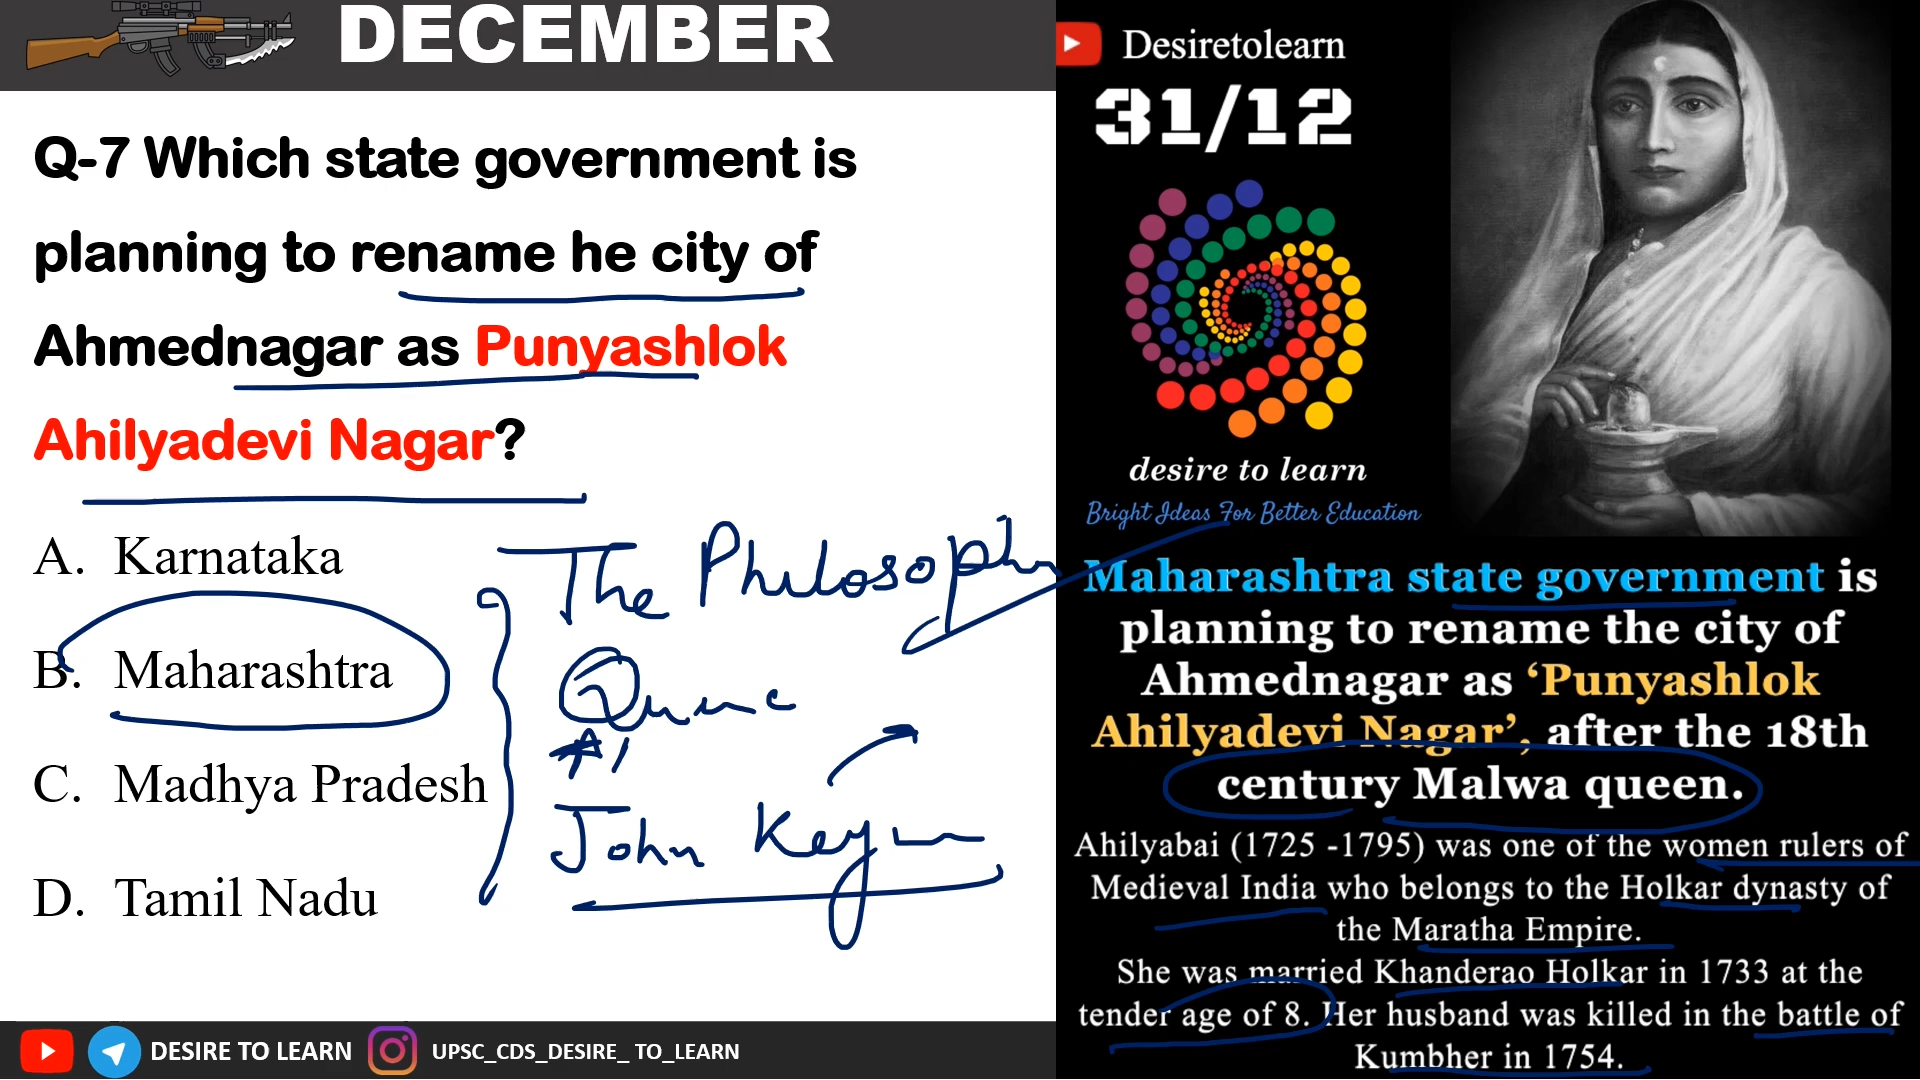 DECEMBER
Q-7 Which state government is
planning to rename he city of
Ahmednagar as Punyashlok
Ahilyadevi Nagar?
A. Karnataka
B. Maharashtra
C. Madhya Pradesh
D. Tamil Nadu
The Philosoph
John
DESIRE TO LEARN
UPSC_CDS_DESIRE_ TO_LEARN
Desiretolearn
31/12
desire to learn
Bright Ideas For Better Education
Maharashtra state government is
planning to rename the city of
Ahmednagar as ‘Punyashlok
Ahilyadevi Nagar’, after the 18th
century Malwa queen.
Ahilyabai (1725 -1795) was one of the women rulers of
Medieval India who belongs to the Holkar dynasty of
the Maratha Empire.
She was married Khanderao Holkar in 1733 at the
tender age of 8. Her husband was killed in the battle of
Kumbher in 1754.